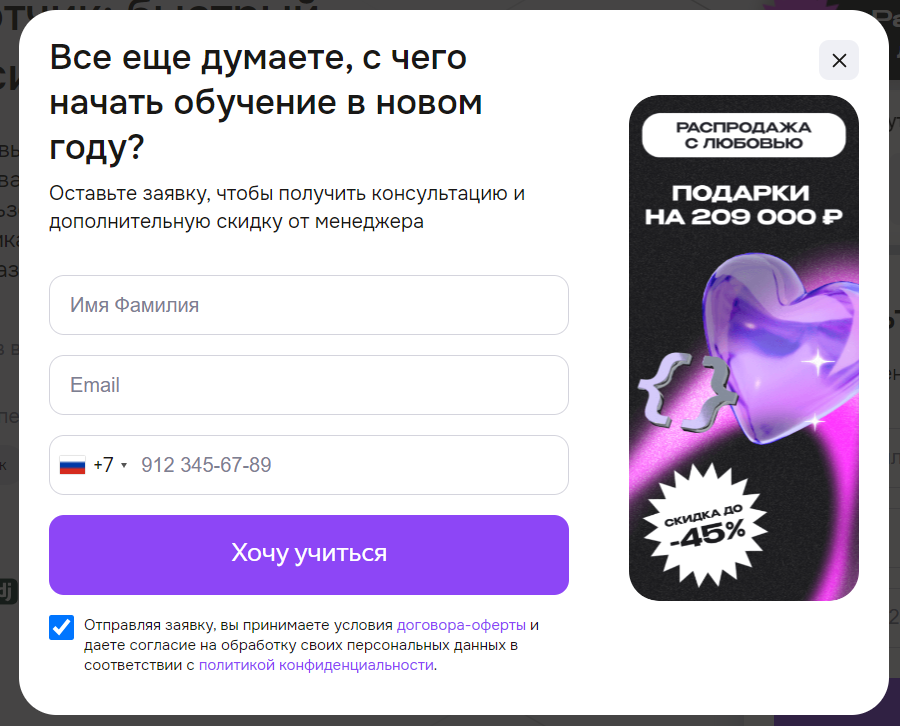 Все еще думаете, с чего
начать обучение в новом
году?
Оставьте заявку, чтобы получить консультацию и
дополнительную скидку от менеджера
Имя Фамилия
Email
+7 912 345-67-89
Хочу учиться
Отправляя заявку, вы принимаете условия договора-оферты и
даете согласие на обработку своих персональных данных в
соответствии с политикой конфиденциальности.
РАСПРОДАЖА
С ЛЮБОВЬЮ
ПОДАРКИ
НА 209 000 ₽
{}
СКИДКА ДО
-45%